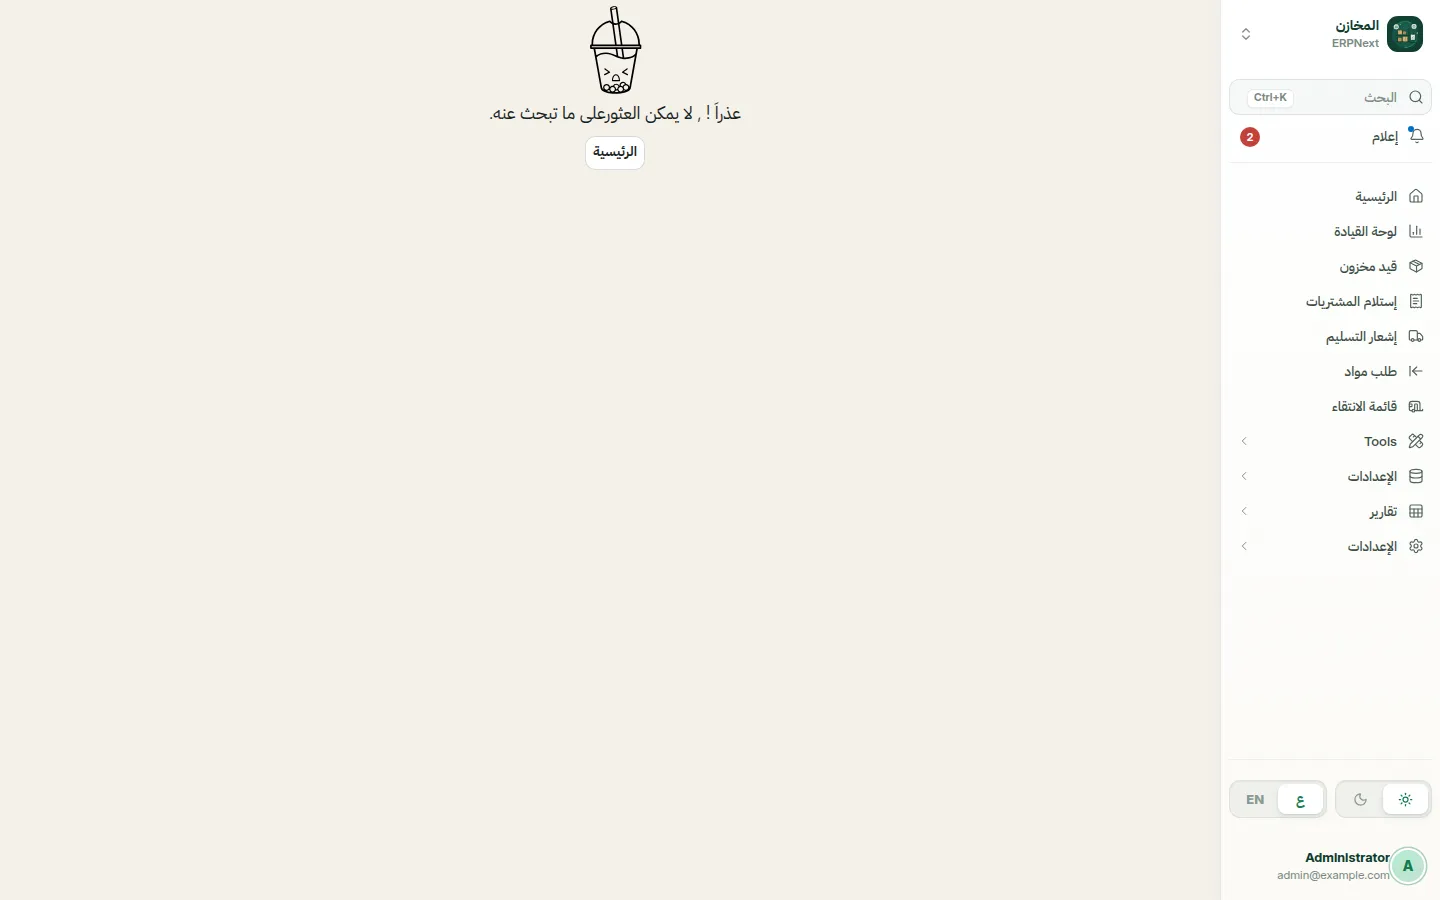 المخازن
ERPNext
البحث
Ctrl+K
إعلام
2
الرئيسية
لوحة القيادة
قيد مخزون
إستلام المشتريات
إشعار التسليم
طلب مواد
قائمة الانتقاء
Tools
الإعدادات
تقارير
الإعدادات
ع
EN
Administrator
A
admin@example.com
عذراً ! , لا يمكن العثورعلى ما تبحث عنه.
الرئيسية